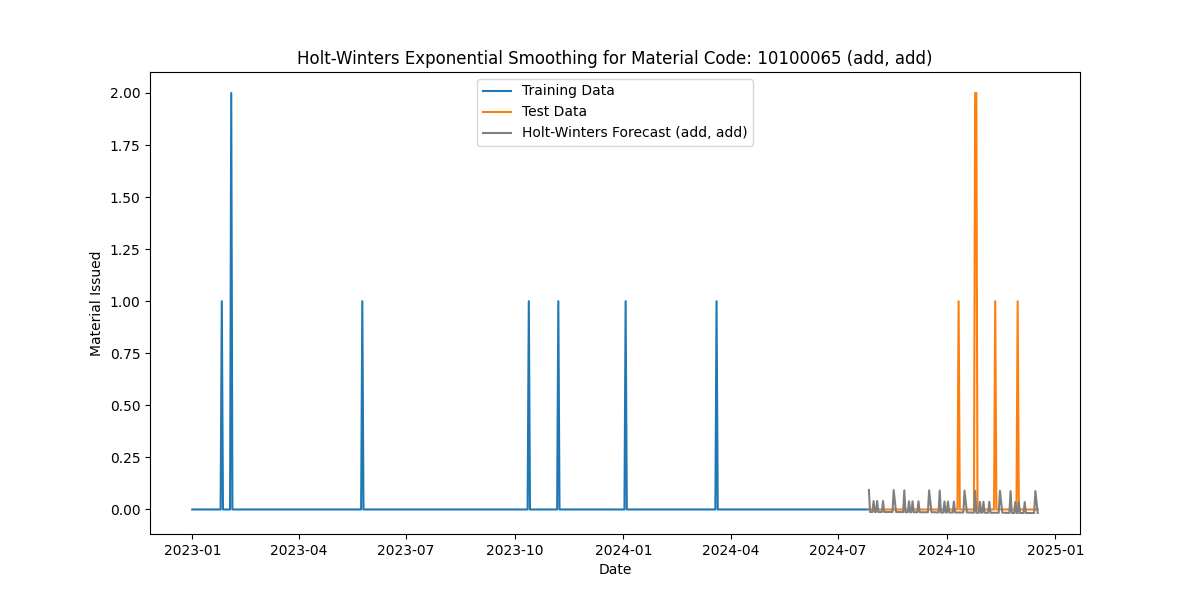 Holt-Winters Exponential Smoothing for Material Code: 10100065 (add, add)
Training Data
Test Data
Holt-Winters Forecast (add, add)
Material Issued
2.00
1.75
1.50
1.25
1.00
0.75
0.50
0.25
0.00
2023-01 2023-04 2023-07 2023-10 2024-01 2024-04 2024-07 2024-10 2025-01
Date